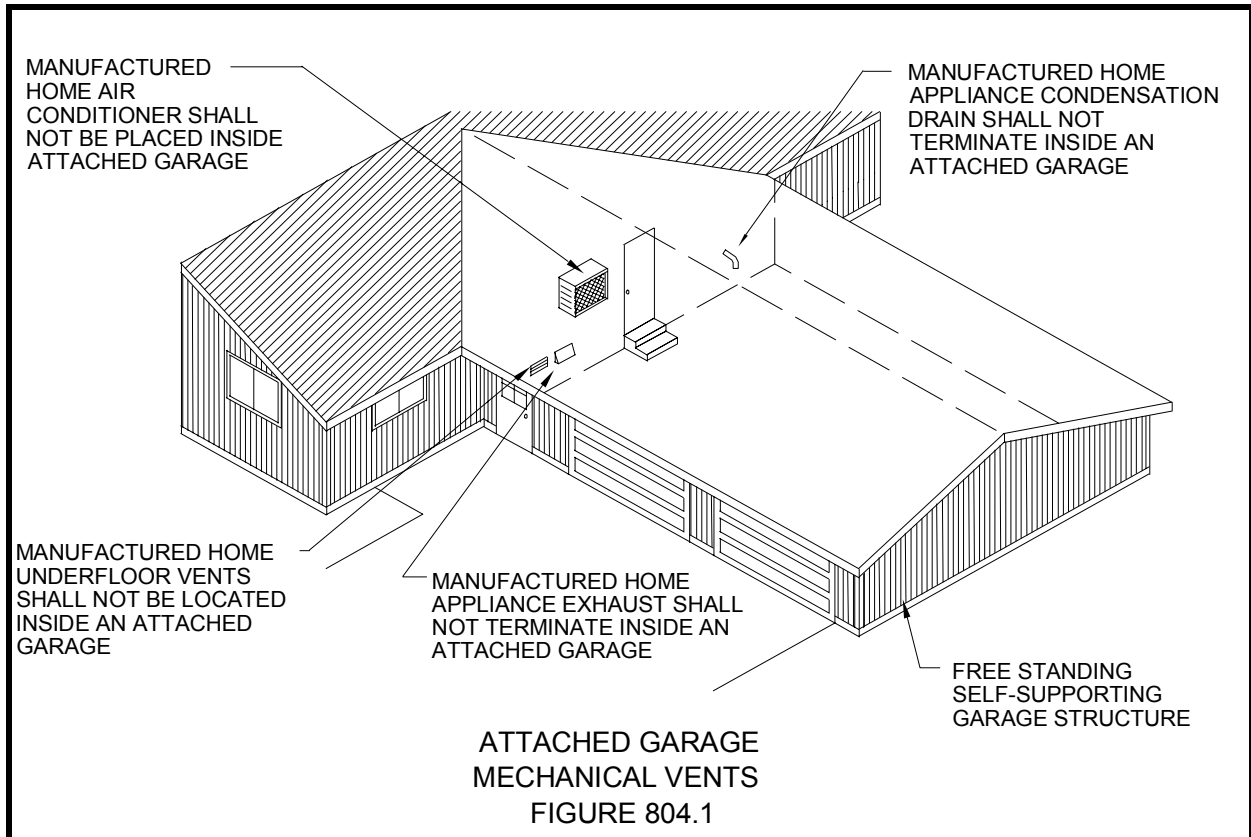 MANUFACTURED
HOME AIR
CONDITIONER SHALL
NOT BE PLACED INSIDE
ATTACHED GARAGE
MANUFACTURED HOME
APPLIANCE CONDENSATION
DRAIN SHALL NOT
TERMINATE INSIDE AN
ATTACHED GARAGE
MANUFACTURED HOME
UNDERFLOOR VENTS
SHALL NOT BE LOCATED
INSIDE AN ATTACHED
GARAGE
MANUFACTURED HOME
APPLIANCE EXHAUST SHALL
NOT TERMINATE INSIDE AN
ATTACHED GARAGE
FREE STANDING
SELF-SUPPORTING
GARAGE STRUCTURE
ATTACHED GARAGE
MECHANICAL VENTS
FIGURE 804.1